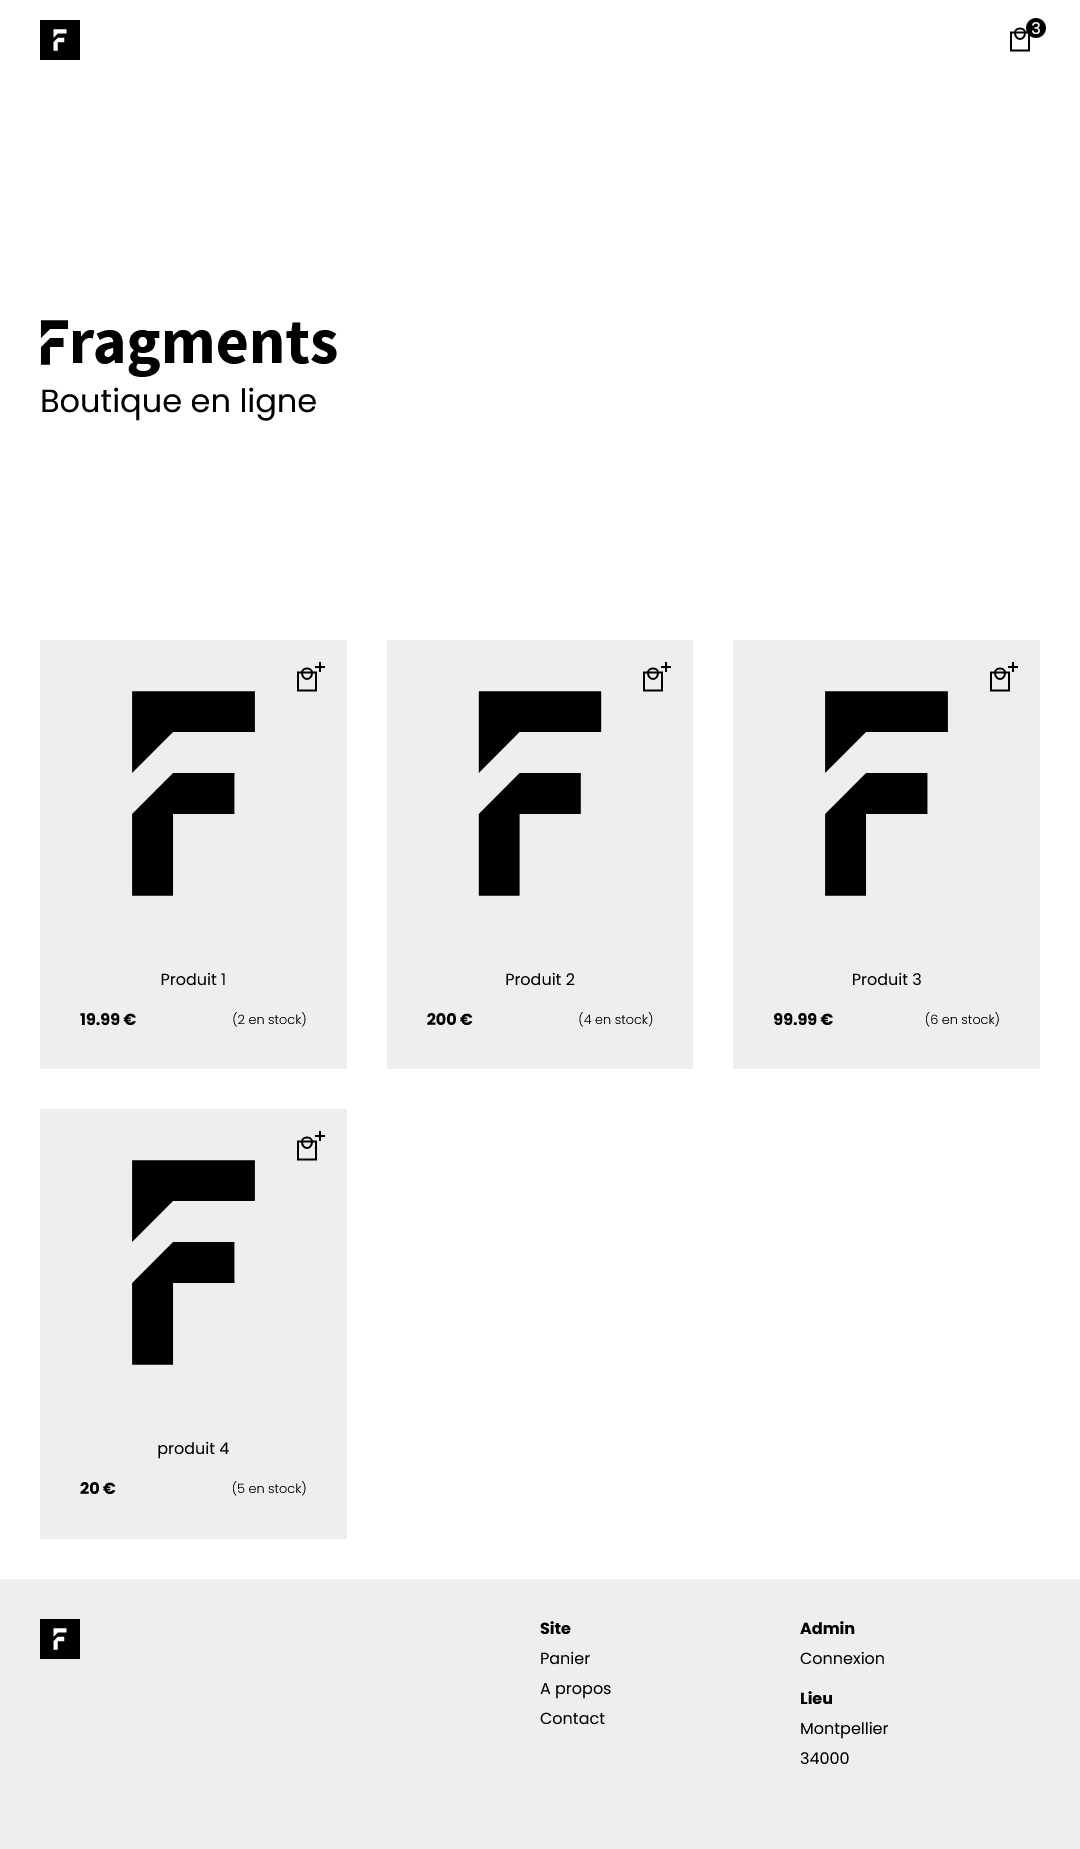 F
3
Fragments
Boutique en ligne
Produit 1
19.99 €
(2 en stock)
Produit 2
200 €
(4 en stock)
Produit 3
99.99 €
(6 en stock)
produit 4
20 €
(5 en stock)
F
Site
Panier
A propos
Contact
Admin
Connexion
Lieu
Montpellier
34000